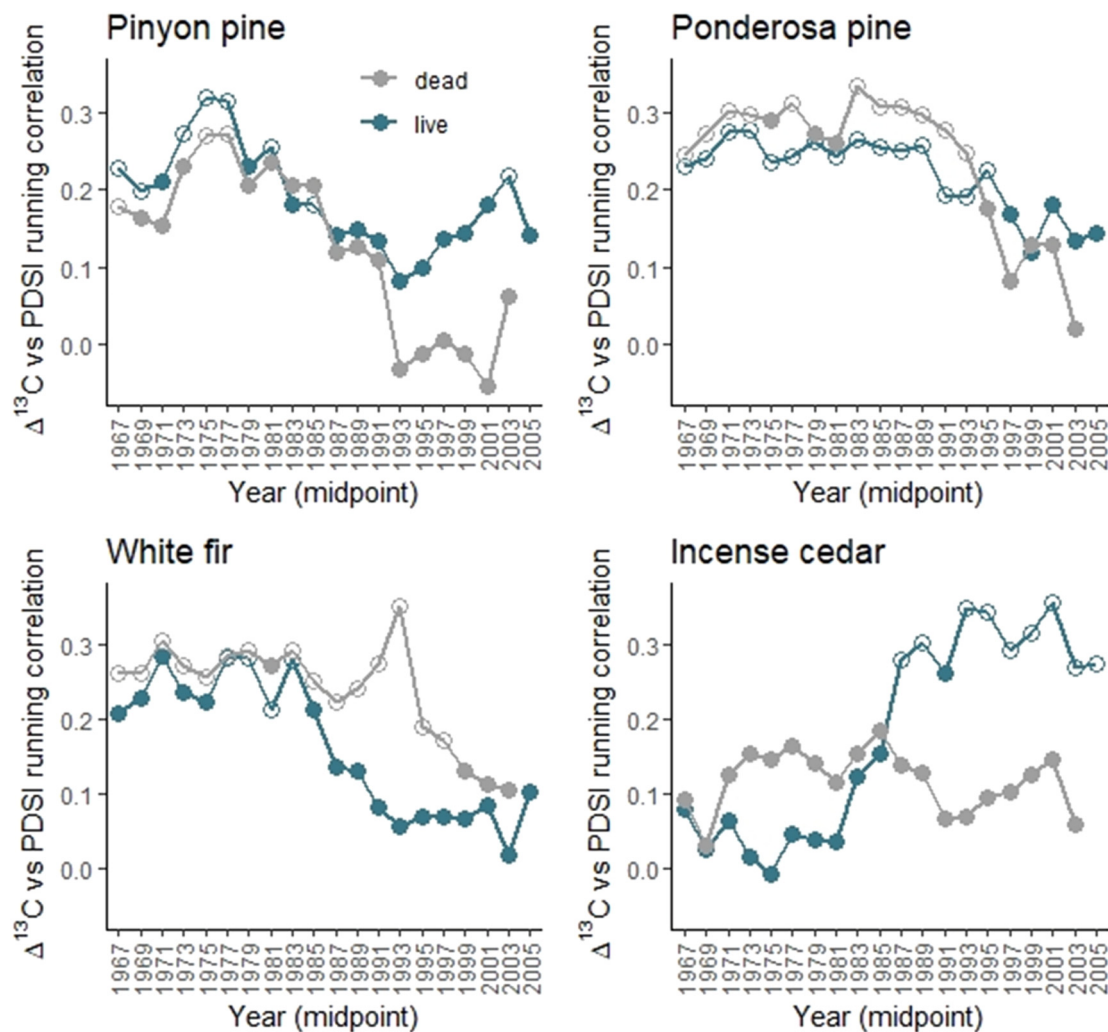 Pinyon pine
Δ13C vs PDSI running correlation
0.3
0.2
0.1
0.0
dead
live
1967 1969 1971 1973 1975 1977 1979 1981 1983 1985 1987 1989 1991 1993 1995 1997 1999 2001 2003 2005
Year (midpoint)
Ponderosa pine
Δ13C vs PDSI running correlation
0.3
0.2
0.1
0.0
1967 1969 1971 1973 1975 1977 1979 1981 1983 1985 1987 1989 1991 1993 1995 1997 1999 2001 2003 2005
Year (midpoint)
White fir
Δ13C vs PDSI running correlation
0.3
0.2
0.1
0.0
1967 1969 1971 1973 1975 1977 1979 1981 1983 1985 1987 1989 1991 1993 1995 1997 1999 2001 2003 2005
Year (midpoint)
Incense cedar
Δ13C vs PDSI running correlation
0.3
0.2
0.1
0.0
1967 1969 1971 1973 1975 1977 1979 1981 1983 1985 1987 1989 1991 1993 1995 1997 1999 2001 2003 2005
Year (midpoint)